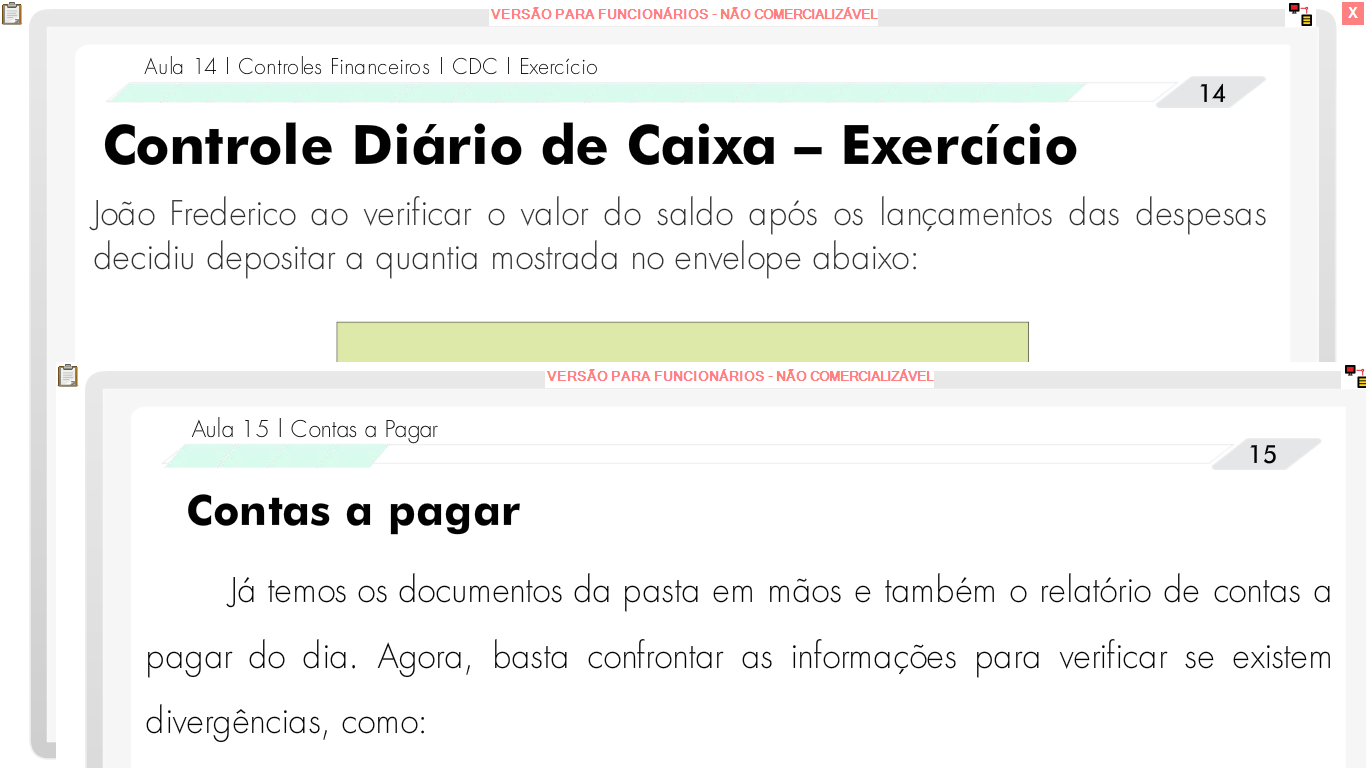 VERSÃO PARA FUNCIONÁRIOS - NÃO COMERCIALIZÁVEL
X
Aula 14 | Controles Financeiros | CDC | Exercício
14
Controle Diário de Caixa – Exercício
João Frederico ao verificar o valor do saldo após os lançamentos das despesas
decidiu depositar a quantia mostrada no envelope abaixo:
VERSÃO PARA FUNCIONÁRIOS - NÃO COMERCIALIZÁVEL
Aula 15 | Contas a Pagar
15
Contas a pagar
Já temos os documentos da pasta em mãos e também o relatório de contas a
pagar do dia. Agora, basta confrontar as informações para verificar se existem
divergências, como: